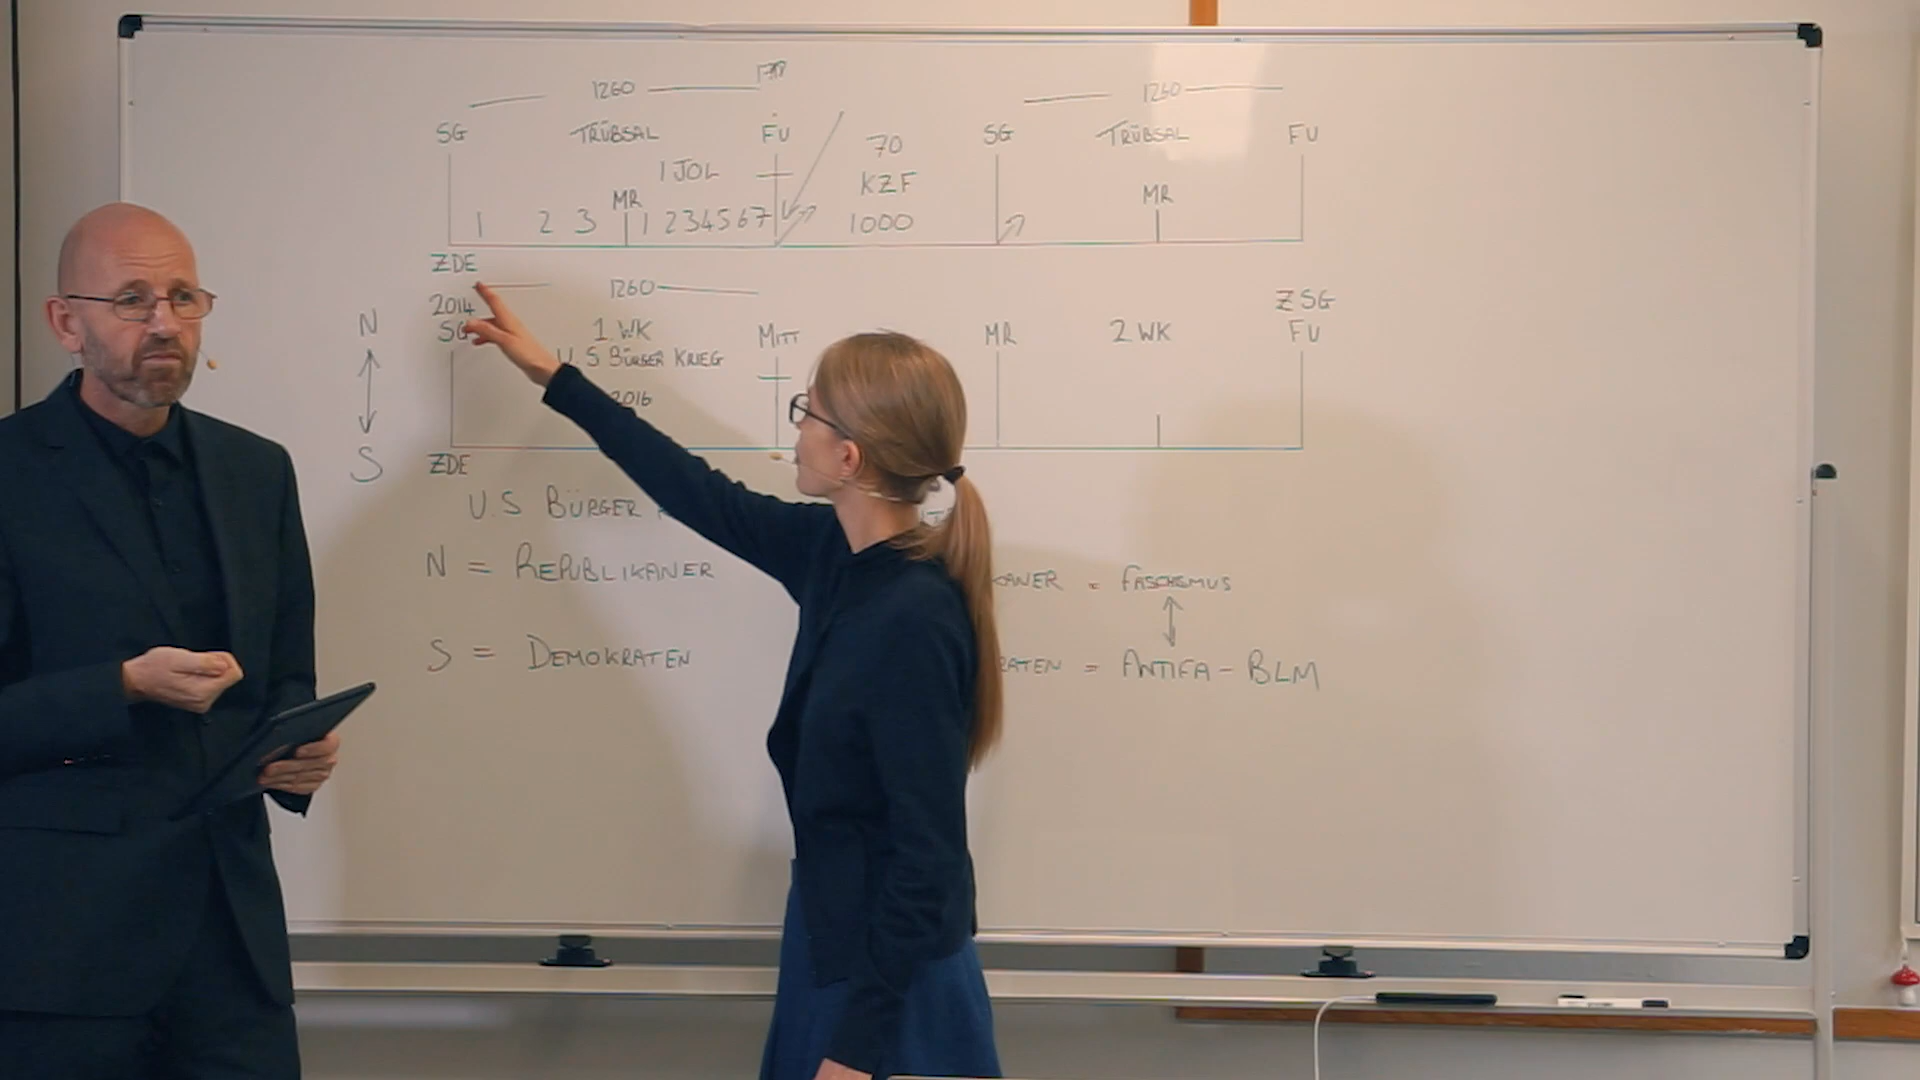 1260 1260
SG TRÜBSAL FU 70 SG TRÜBSAL FU
1 JOL KZF
MR MR
1 2 3 1 2 3 4 5 6 7 1000
ZDE
1260
2014 ZSG
N SG 1. WK MITT MR 2 WK FU
U.S BÜRGER KRIEG
2016
S ZDE
U.S BÜRGER
N = REPUBLIKANER KANER = FASCHISMUS
S = DEMOKRATEN RATEN = ANTIFA - BLM